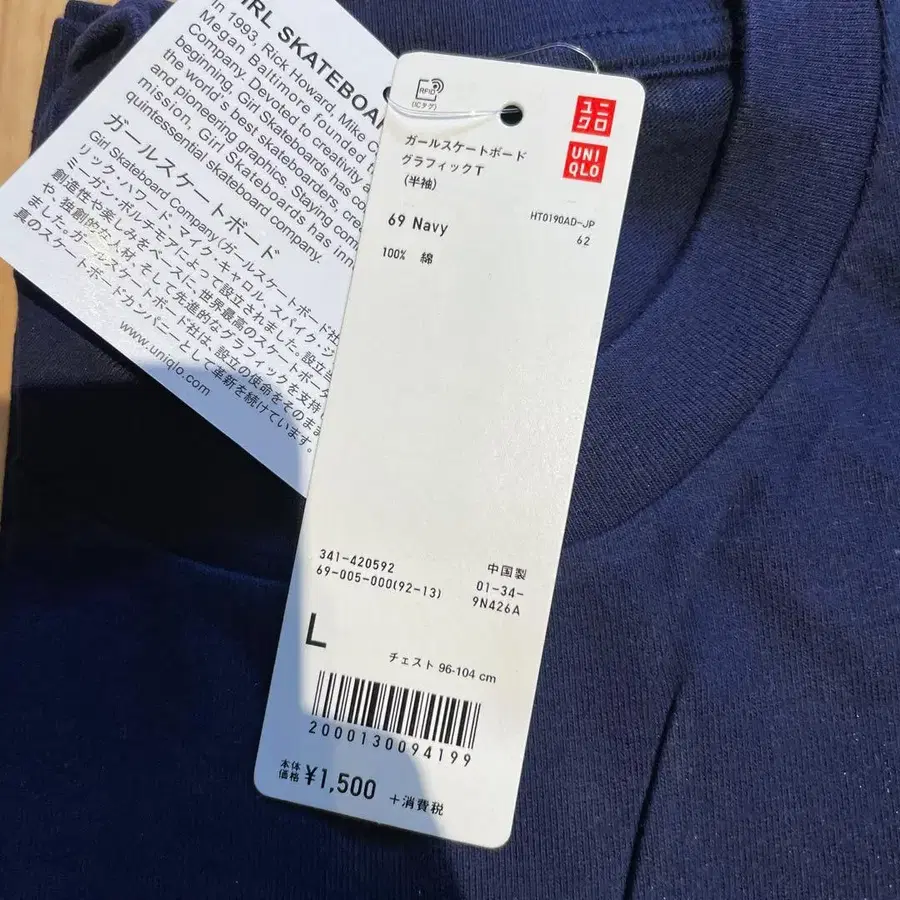 GIRL SKATEBOA
In 1993, Rick Howard, Mike C
Megan Baltimore founded G
Company. Devoted to creativity a
beginning, Girl Skateboards has co
the world's best skateboarders, crea
and pioneering graphics. Staying comm
mission, Girl Skateboards has inn
quintessential skateboard company.
ガールスケートボード
Girl Skateboard Company (ガールスケートボード社
リック・ハワード、マイク・キャロル、スパイク・ジ
ミーガン・ボルチモアによって設立されました。設立当
創造性や楽しみをベースに、世界最高のスケートボーダ
や、独創的な人材 そして先進的なグラフィックを支持
ました。ガールスケートボード社は、設立の使命をそのまま
真のスケートボードカンパニーとして革新を続けています。
www.uniqlo.com
RFID
(ICタグ)
ユニ
クロ
UNI
QLO
ガールスケートボード
グラフィックT
(半袖)
69 Navy
HT0190AD-JP
62
100% 綿
341-420592
69-005-000(92-13)
中国製
01-34-
9N426A
L
チェスト 96-104 cm
2000130094199
本体
価格 ¥1,500 +消費税